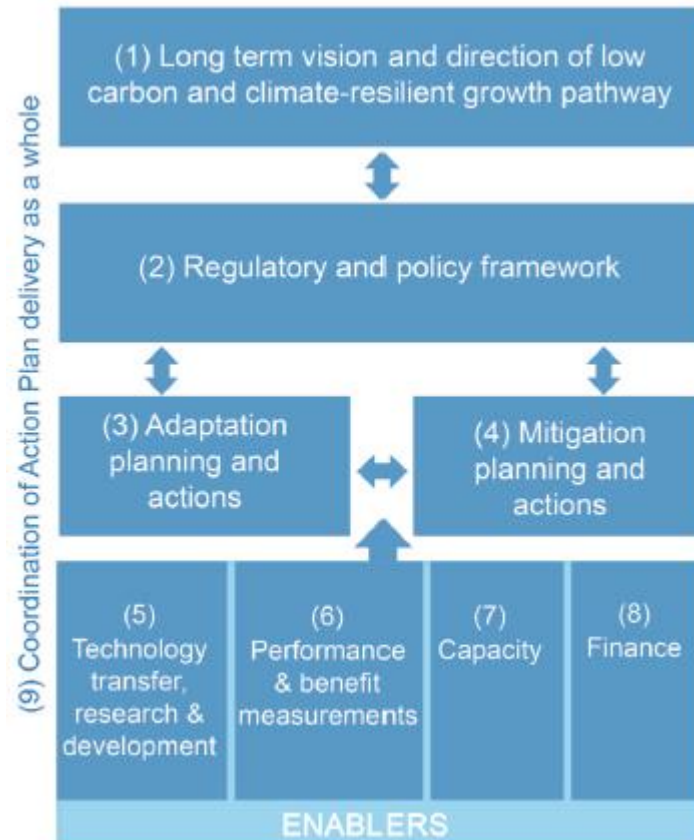 (1) Long term vision and direction of low
carbon and climate-resilient growth pathway
(2) Regulatory and policy framework
(3) Adaptation
planning and
actions
(4) Mitigation
planning and
actions
(5)
Technology
transfer,
research &
development
(6)
Performance
& benefit
measurements
(7)
Capacity
(8)
Finance
ENABLERS
(9) Coordination of Action Plan delivery as a whole